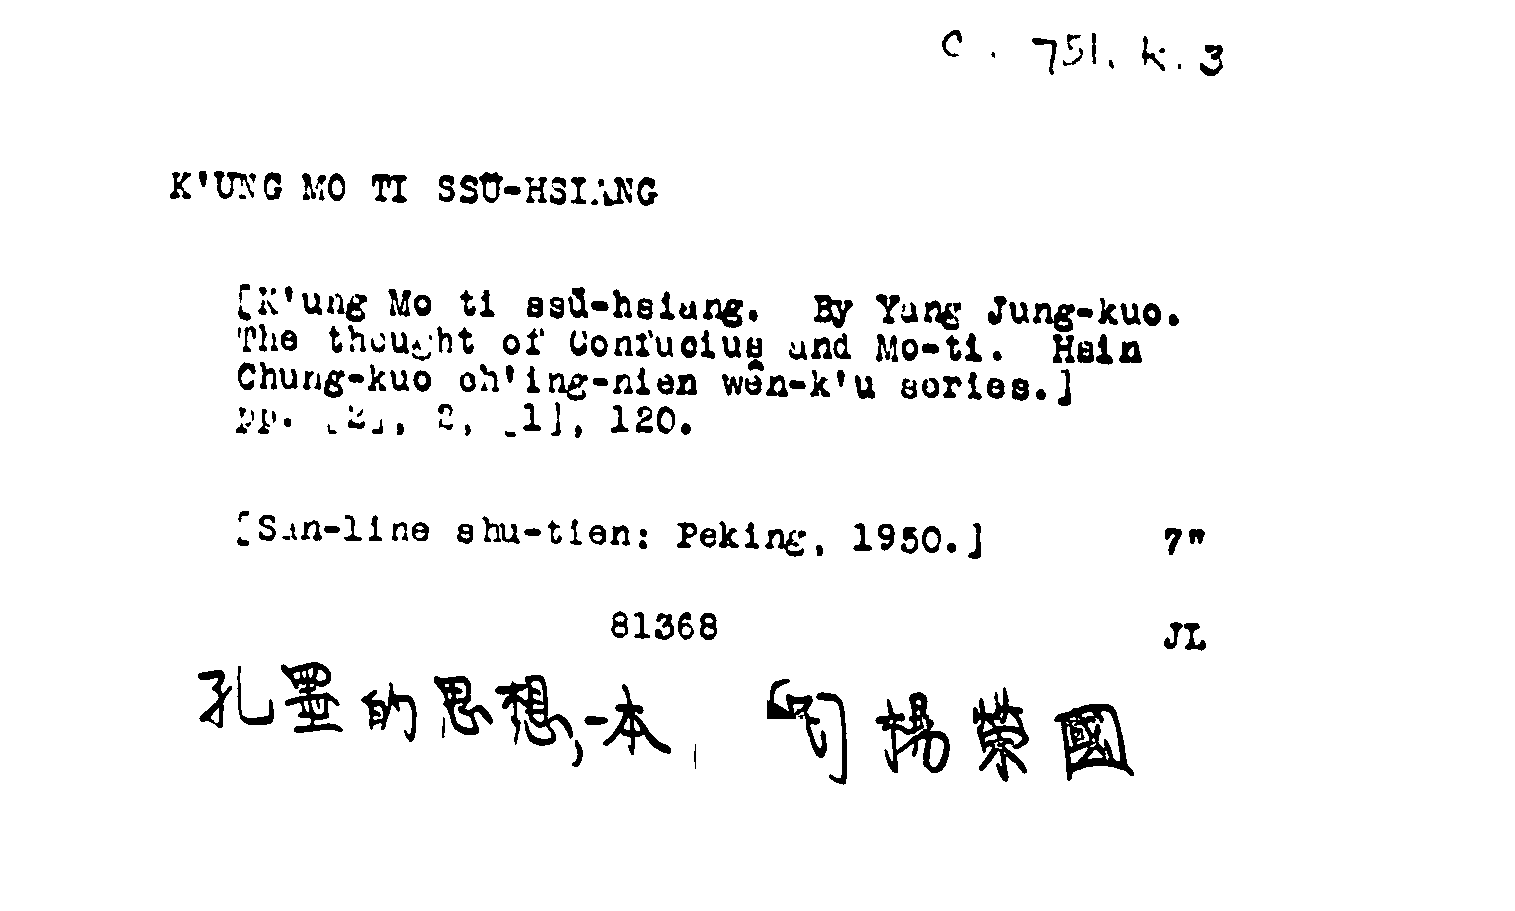 C. 751. k. 3
K'UNG MO TI SSŬ-HSIANG
[K'ung Mo ti ssŭ-hsiang. By Yang Jung-kuo.
The thought of Confucius and Mo-ti. Hsin
Chung-kuo ch'ing-nien wên-k'u series.]
pp. [2], 2, [1], 120.
[San-line shu-tien: Peking, 1950.] 7"
81368 JL
孔墨的思想,一本, 楊榮國